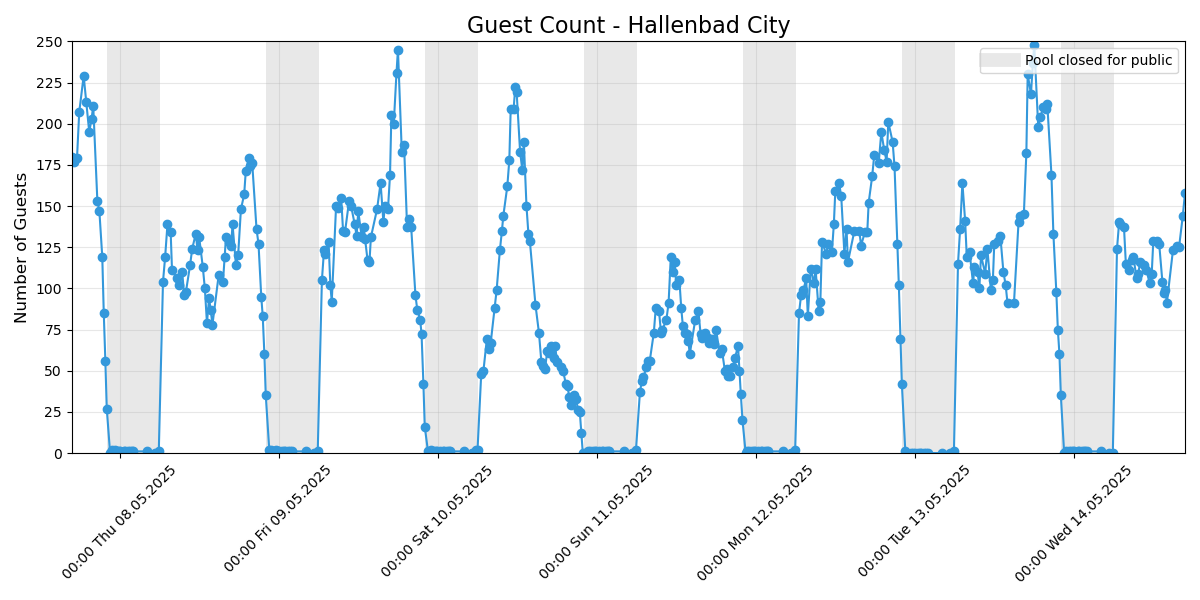 Guest Count - Hallenbad City
Pool closed for public
Number of Guests
250
225
200
175
150
125
100
75
50
25
0
00:00 Thu 08.05.2025
00:00 Fri 09.05.2025
00:00 Sat 10.05.2025
00:00 Sun 11.05.2025
00:00 Mon 12.05.2025
00:00 Tue 13.05.2025
00:00 Wed 14.05.2025